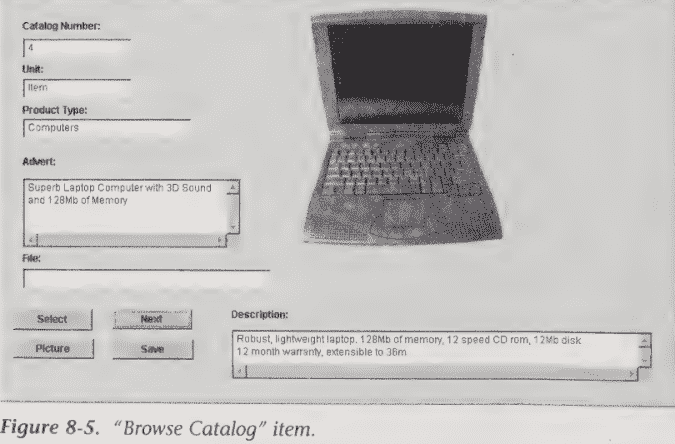 Catalog Number:
4
Unit:
Item
Product Type:
Computers
Advert:
Superb Laptop Computer with 3D Sound
and 128Mb of Memory
File:
Select
Next
Picture
Save
Description:
Robust, lightweight laptop, 128Mb of memory, 12 speed CD rom, 12Mb disk
12 month warranty, extensible to 36m
Figure 8-5. "Browse Catalog" item.